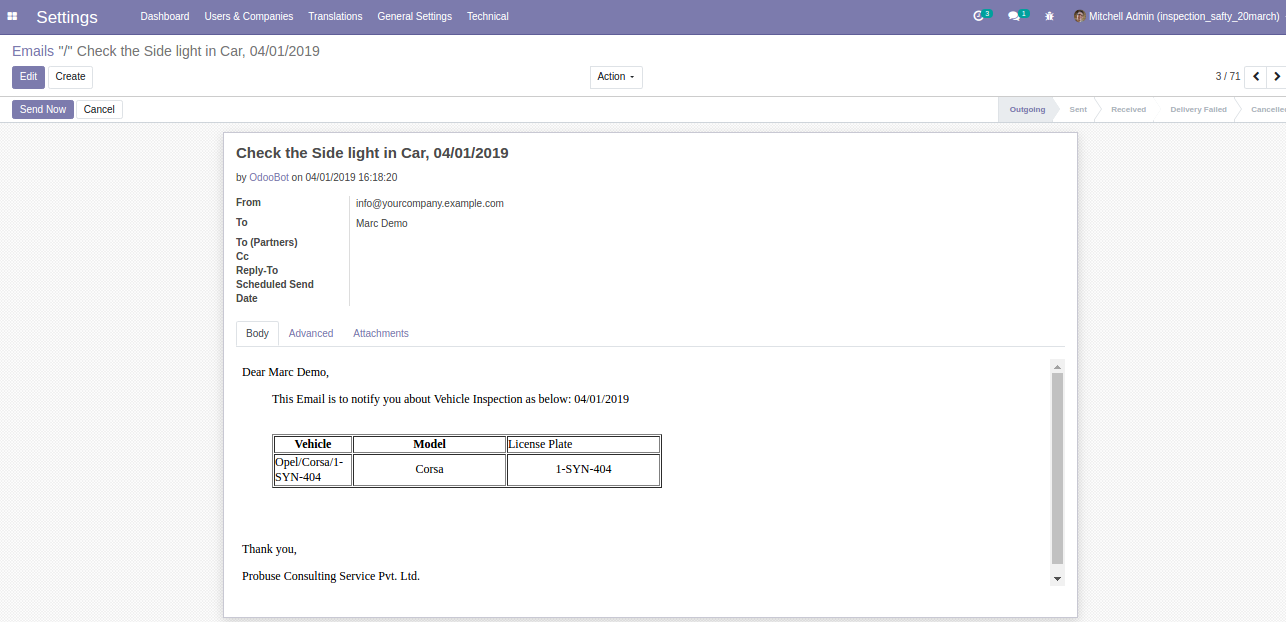 Settings Dashboard Users & Companies Translations General Settings Technical 3 1 Mitchell Admin (inspection_safty_20march)
Emails "/" Check the Side light in Car, 04/01/2019
Edit Create Action 3 / 71
Send Now Cancel Outgoing Sent Received Delivery Failed Cancelled
Check the Side light in Car, 04/01/2019
by OdooBot on 04/01/2019 16:18:20
From info@yourcompany.example.com
To Marc Demo
To (Partners)
Cc
Reply-To
Scheduled Send
Date
Body Advanced Attachments
Dear Marc Demo,
This Email is to notify you about Vehicle Inspection as below: 04/01/2019
Vehicle Model License Plate
Opel/Corsa/1-
SYN-404 Corsa 1-SYN-404
Thank you,
Probuse Consulting Service Pvt. Ltd.